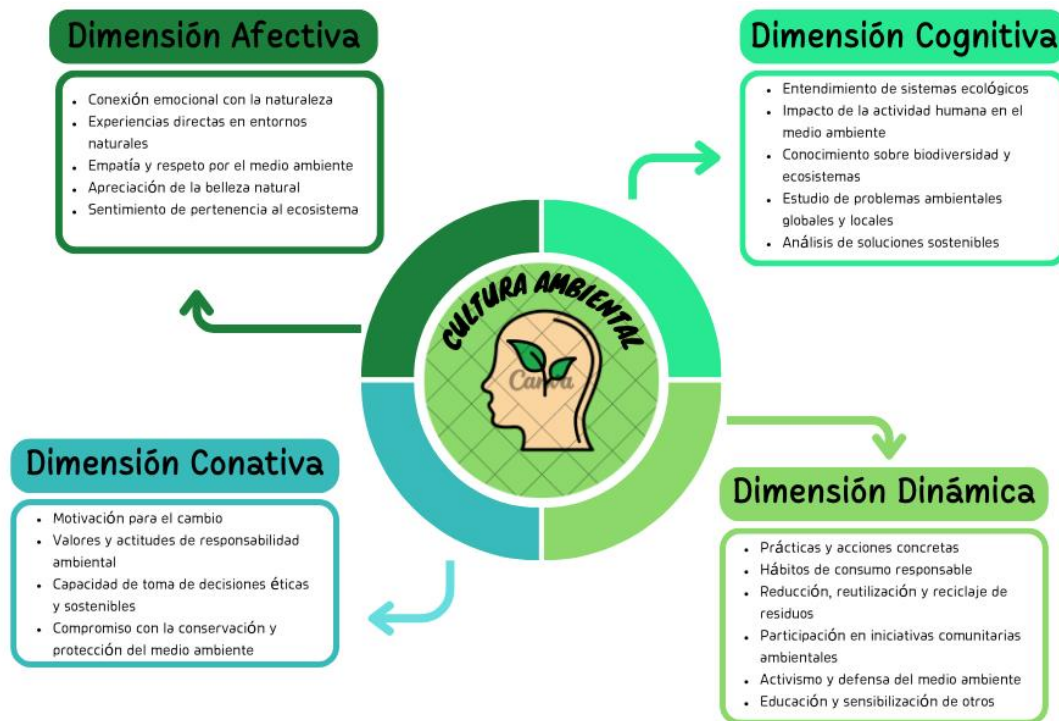 Dimensión Afectiva
• Conexión emocional con la naturaleza
• Experiencias directas en entornos
naturales
• Empatía y respeto por el medio ambiente
• Apreciación de la belleza natural
• Sentimiento de pertenencia al ecosistema
Dimensión Cognitiva
• Entendimiento de sistemas ecológicos
• Impacto de la actividad humana en el
medio ambiente
• Conocimiento sobre biodiversidad y
ecosistemas
• Estudio de problemas ambientales
globales y locales
• Análisis de soluciones sostenibles
CULTURA AMBIENTAL
Canva
Dimensión Conativa
• Motivación para el cambio
• Valores y actitudes de responsabilidad
ambiental
• Capacidad de toma de decisiones éticas
y sostenibles
• Compromiso con la conservación y
protección del medio ambiente
Dimensión Dinámica
• Prácticas y acciones concretas
• Hábitos de consumo responsable
• Reducción, reutilización y reciclaje de
residuos
• Participación en iniciativas comunitarias
ambientales
• Activismo y defensa del medio ambiente
• Educación y sensibilización de otros